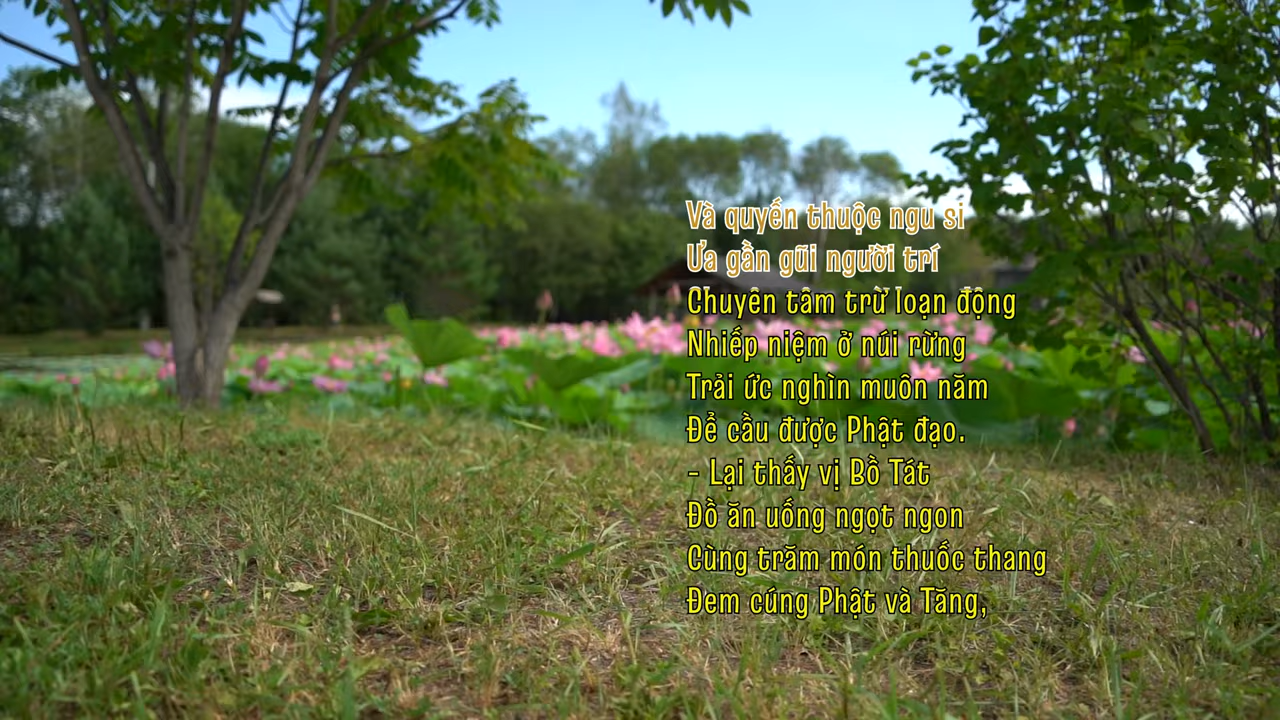 Và quyến thuộc ngu si
Ưa gần gũi người trí
Chuyên tâm trừ loạn động
Nhiếp niệm ở núi rừng
Trải ức nghìn muôn năm
Để cầu được Phật đạo.
- Lại thấy vị Bồ Tát
Đồ ăn uống ngọt ngon
Cùng trăm món thuốc thang
Đem cúng Phật và Tăng,